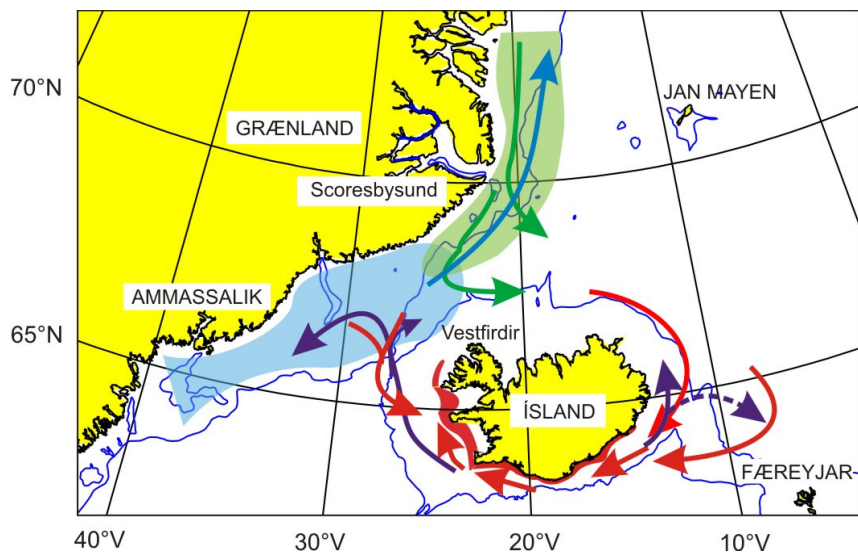 70°N
JAN MAYEN
GRÆNLAND
Scoresbysund
AMMASSALIK
65°N
Vestfirdir
ÍSLAND
FÆREYJAR
40°V
30°V
20°V
10°V